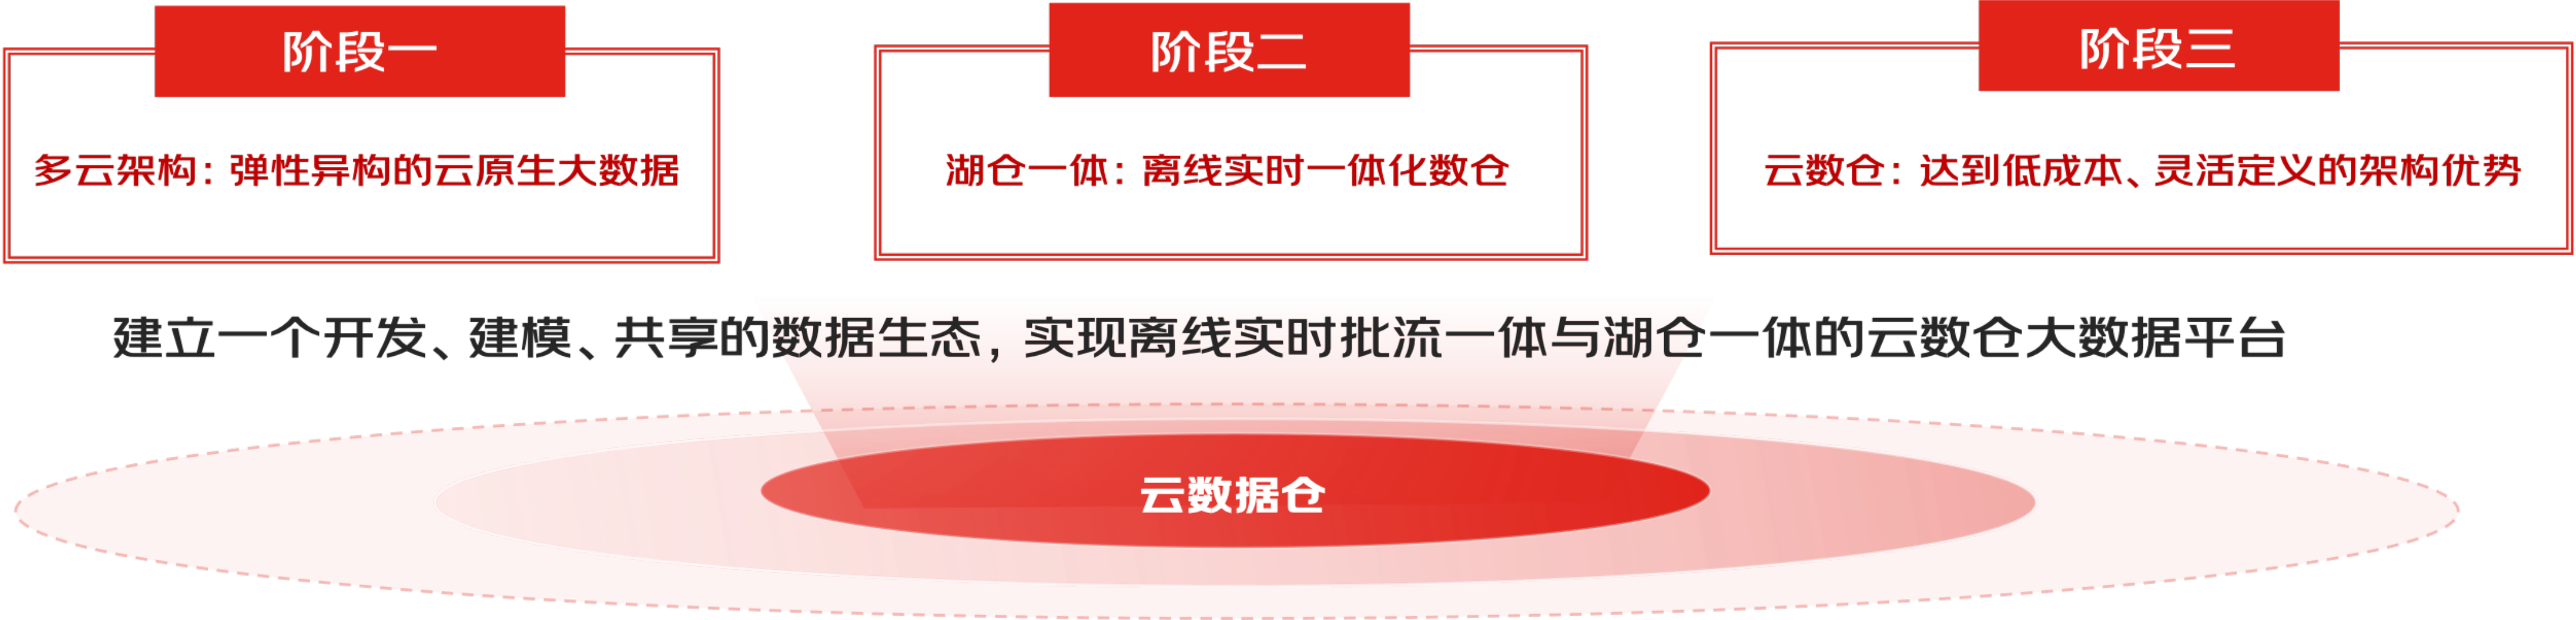 阶段一
阶段二
阶段三
多云架构：弹性异构的云原生大数据
湖仓一体：离线实时一体化数仓
云数仓：达到低成本、灵活定义的架构优势
建立一个开发、建模、共享的数据生态，实现离线实时批流一体与湖仓一体的云数仓大数据平台
云数据仓